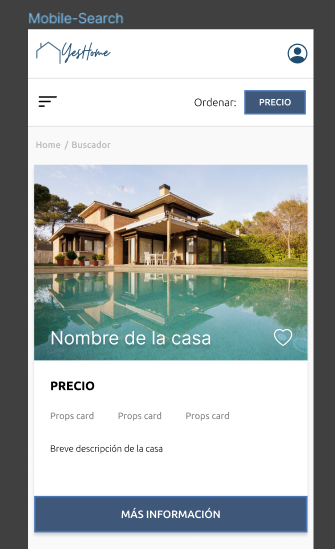 Mobile-Search
YesHome
Ordenar: PRECIO
Home / Buscador
Nombre de la casa
PRECIO
Props card Props card Props card
Breve descripción de la casa
MÁS INFORMACIÓN